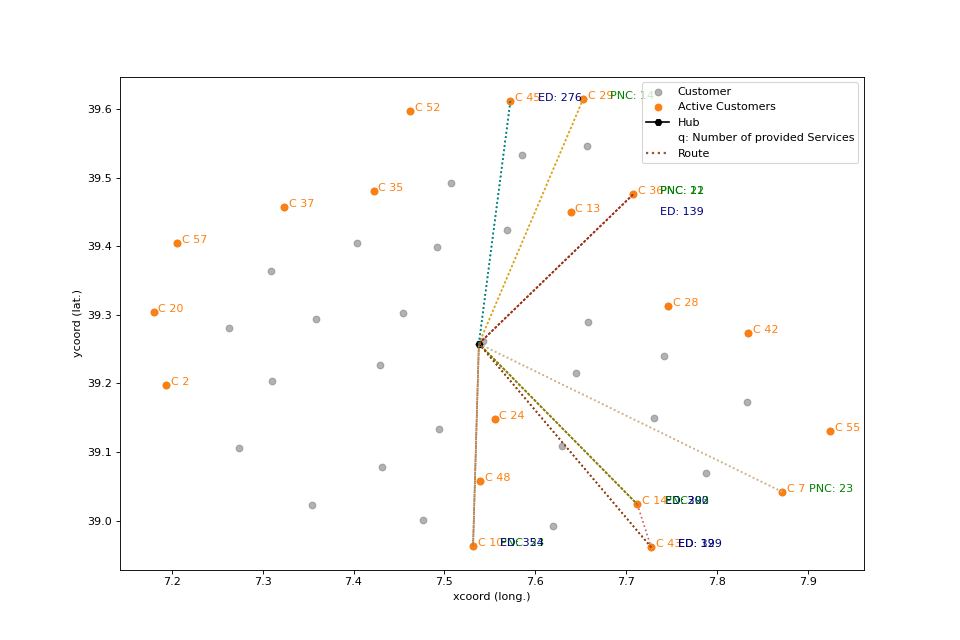 Customer
Active Customers
Hub
q: Number of provided Services
Route
C 52
C 45
ED: 276
C 29
PNC: 14
C 35
C 37
C 36
ED: 139
C 13
C 57
C 20
C 28
C 42
C 2
C 24
C 55
C 48
C 7 PNC: 23
C 14
C 10
C 43
39.6
39.5
39.4
39.3
39.2
39.1
39.0
ycoord (lat.)
7.2 7.3 7.4 7.5 7.6 7.7 7.8 7.9
xcoord (long.)